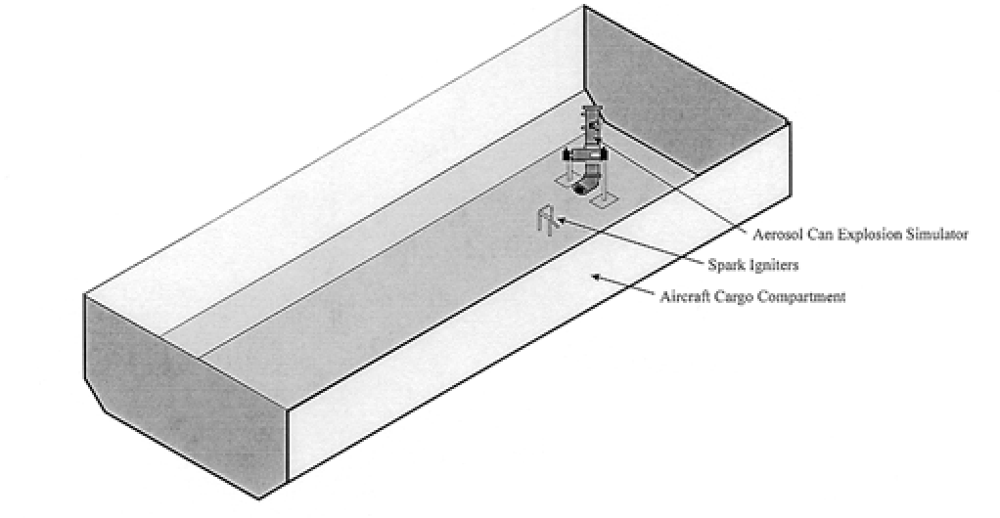 Aerosol Can Explosion Simulator
Spark Igniters
Aircraft Cargo Compartment